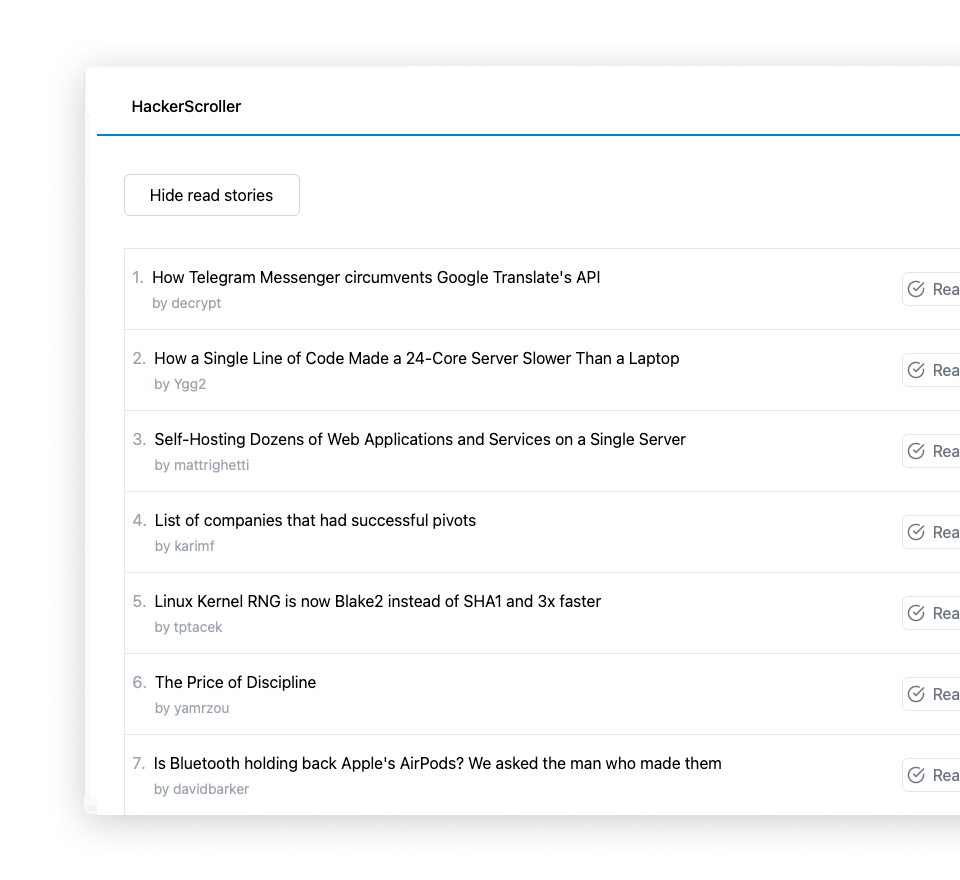 HackerScroller
Hide read stories
1. How Telegram Messenger circumvents Google Translate's API
by decrypt
Rea
2. How a Single Line of Code Made a 24-Core Server Slower Than a Laptop
by Ygg2
Rea
3. Self-Hosting Dozens of Web Applications and Services on a Single Server
by mattrighetti
Rea
4. List of companies that had successful pivots
by karimf
Rea
5. Linux Kernel RNG is now Blake2 instead of SHA1 and 3x faster
by tptacek
Rea
6. The Price of Discipline
by yamrzou
Rea
7. Is Bluetooth holding back Apple's AirPods? We asked the man who made them
by davidbarker
Rea